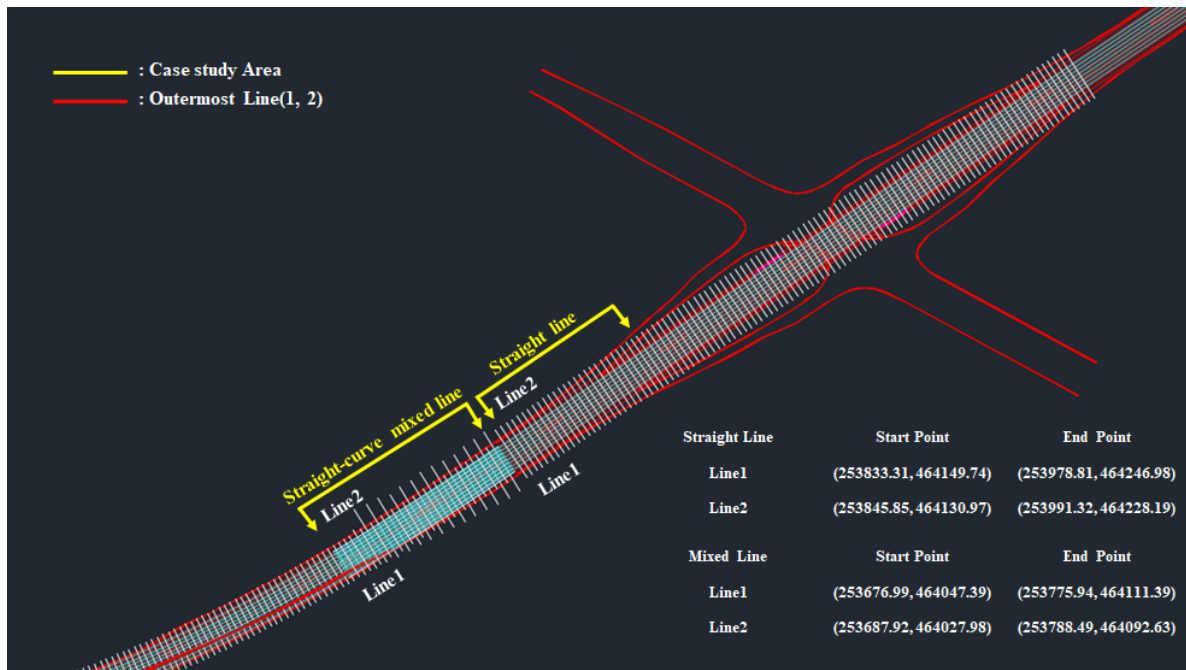 : Case study Area
: Outermost Line(1, 2)
Straight line
Line2
Straight-curve mixed line
Line2
Line1
Line1
Straight Line Start Point End Point
Line1 (253833.31, 464149.74) (253978.81, 464246.98)
Line2 (253845.85, 464130.97) (253991.32, 464228.19)
Mixed Line Start Point End Point
Line1 (253676.99, 464047.39) (253775.94, 464111.39)
Line2 (253687.92, 464027.98) (253788.49, 464092.63)